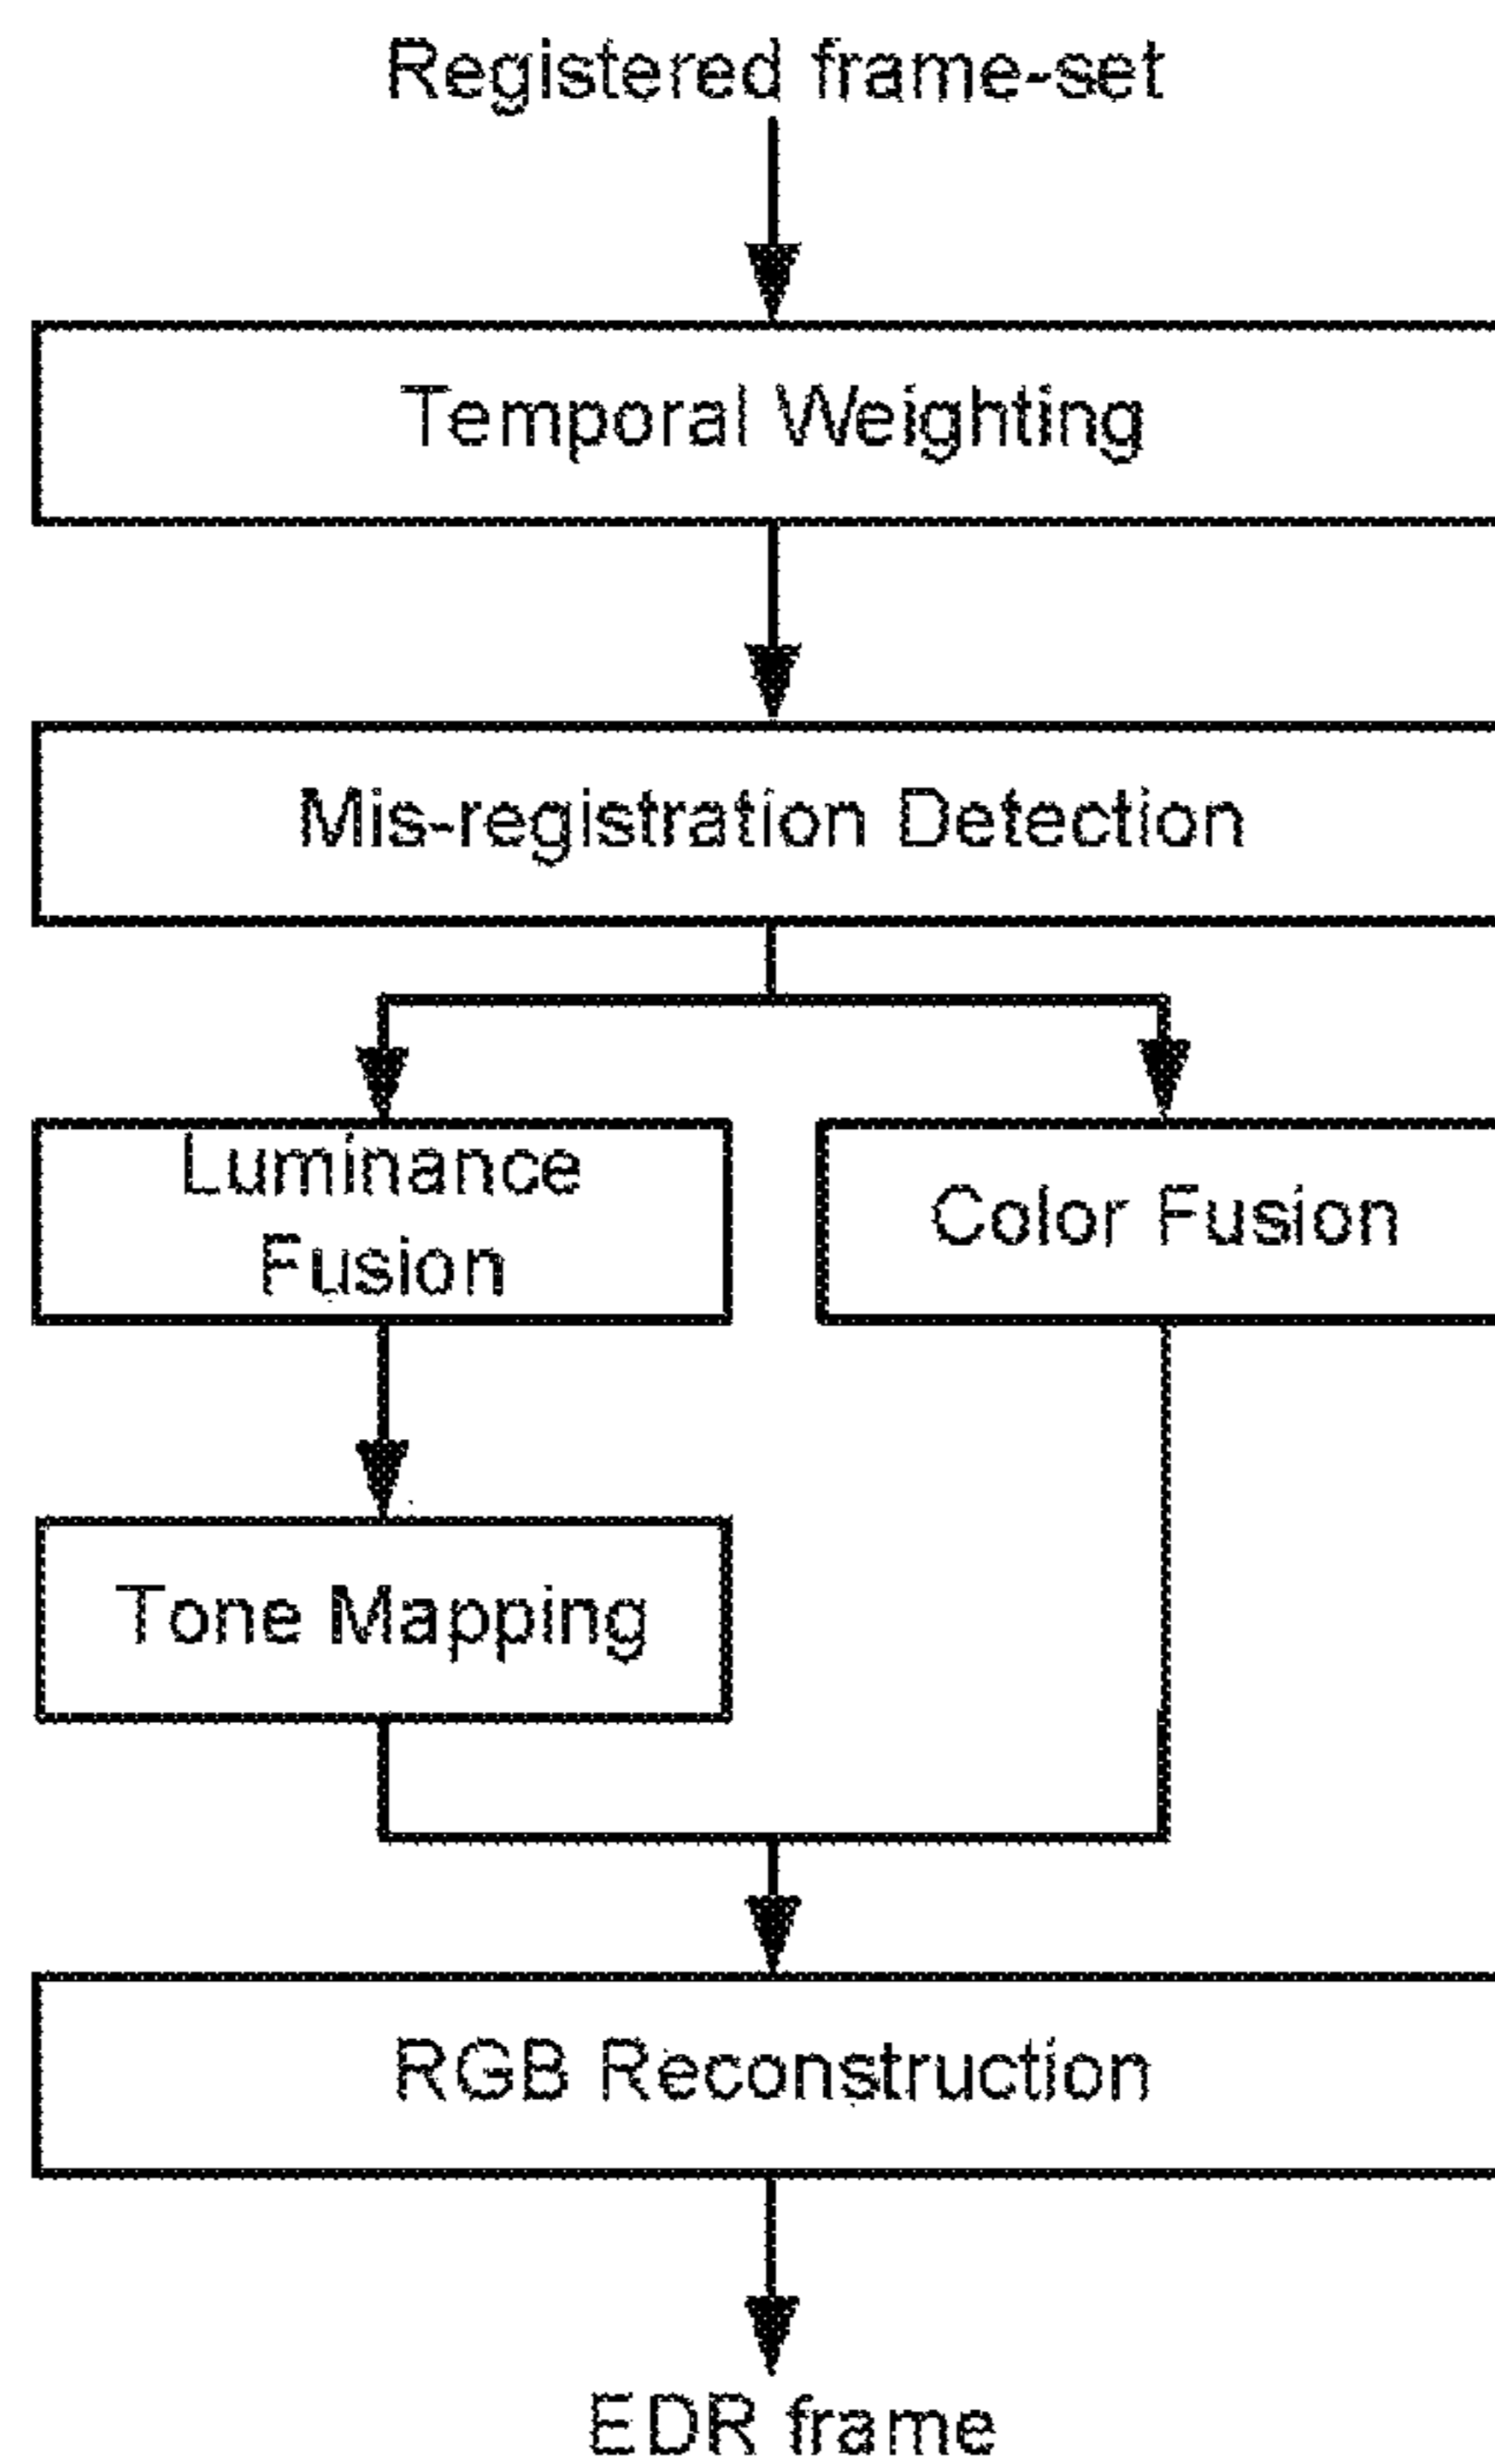 Registered frame-set
Temporal Weighting
Mis-registration Detection
Luminance
Fusion
Color Fusion
Tone Mapping
RGB Reconstruction
EDR frame